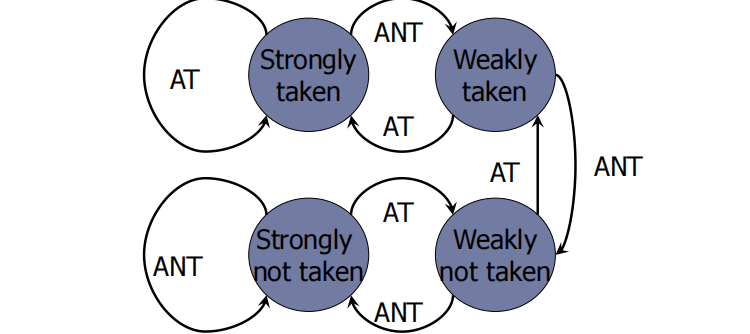 ANT
Strongly
taken
Weakly
taken
AT
AT
AT
ANT
AT
Strongly
not taken
Weakly
not taken
ANT
ANT